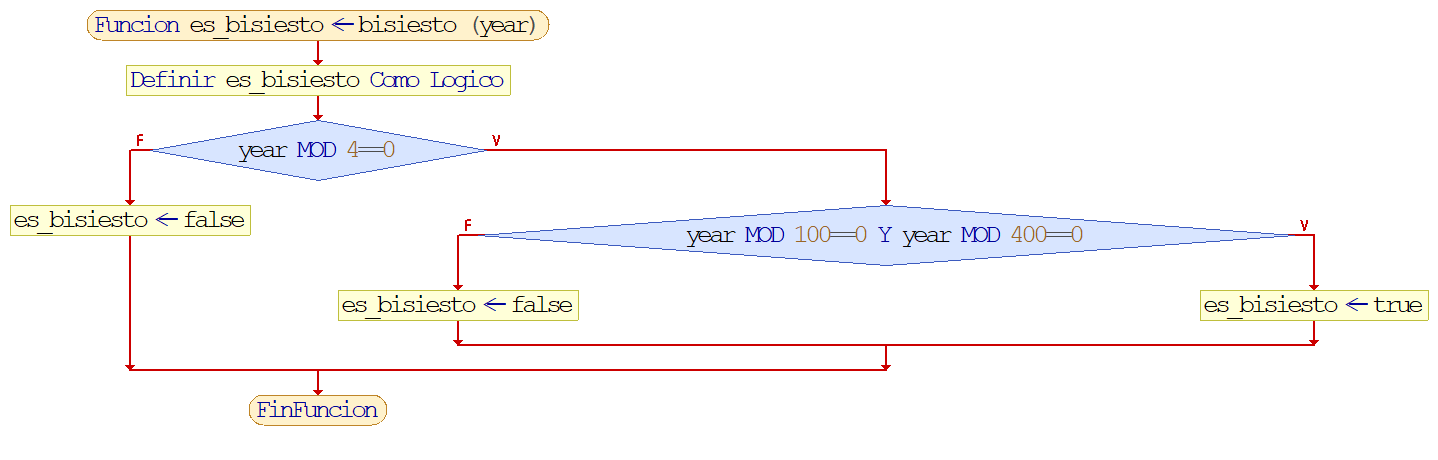 Funcion es_bisiesto ← bisiesto (year)
Definir es_bisiesto Como Logico
F
V
year MOD 4==0
es_bisiesto ← false
F
V
year MOD 100==0 Y year MOD 400==0
es_bisiesto ← false
es_bisiesto ← true
FinFuncion